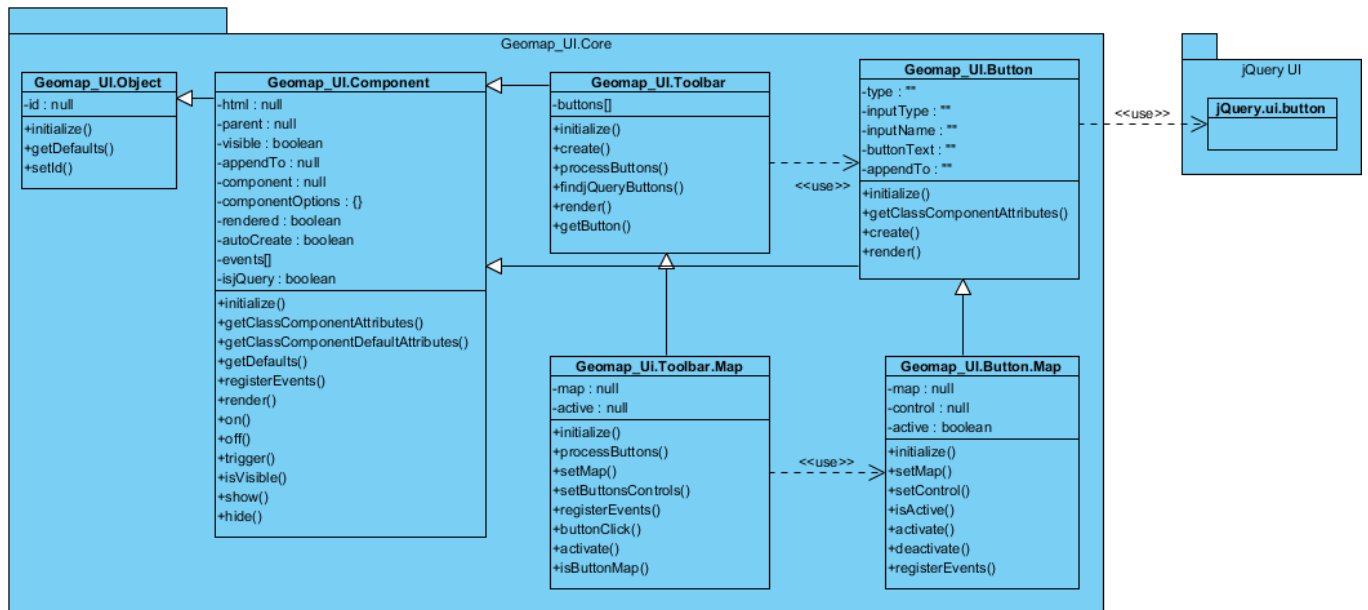 Geomap_UI.Core
Geomap_UI.Object
-id : null
+initialize()
+getDefaults()
+setId()
Geomap_UI.Component
-html : null
-parent : null
-visible : boolean
-appendTo : null
-component : null
-componentOptions : {}
-rendered : boolean
-autoCreate : boolean
-events[]
-isjQuery : boolean
+initialize()
+getClassComponentAttributes()
+getClassComponentDefaultAttributes()
+getDefaults()
+registerEvents()
+render()
+on()
+off()
+trigger()
+isVisible()
+show()
+hide()
Geomap_UI.Toolbar
-buttons[]
+initialize()
+create()
+processButtons()
+findjQueryButtons()
+render()
+getButton()
<<use>>
Geomap_UI.Button
-type : ""
-inputType : ""
-inputName : ""
-buttonText : ""
-appendTo : ""
+initialize()
+getClassComponentAttributes()
+create()
+render()
<<use>>
jQuery UI
jQuery.ui.button
Geomap_Ui.Toolbar.Map
-map : null
-active : null
+initialize()
+processButtons()
+setMap()
+setButtonsControls()
+registerEvents()
+buttonClick()
+activate()
+isButtonMap()
<<use>>
Geomap_UI.Button.Map
-map : null
-control : null
-active : boolean
+initialize()
+setMap()
+setControl()
+isActive()
+activate()
+deactivate()
+registerEvents()